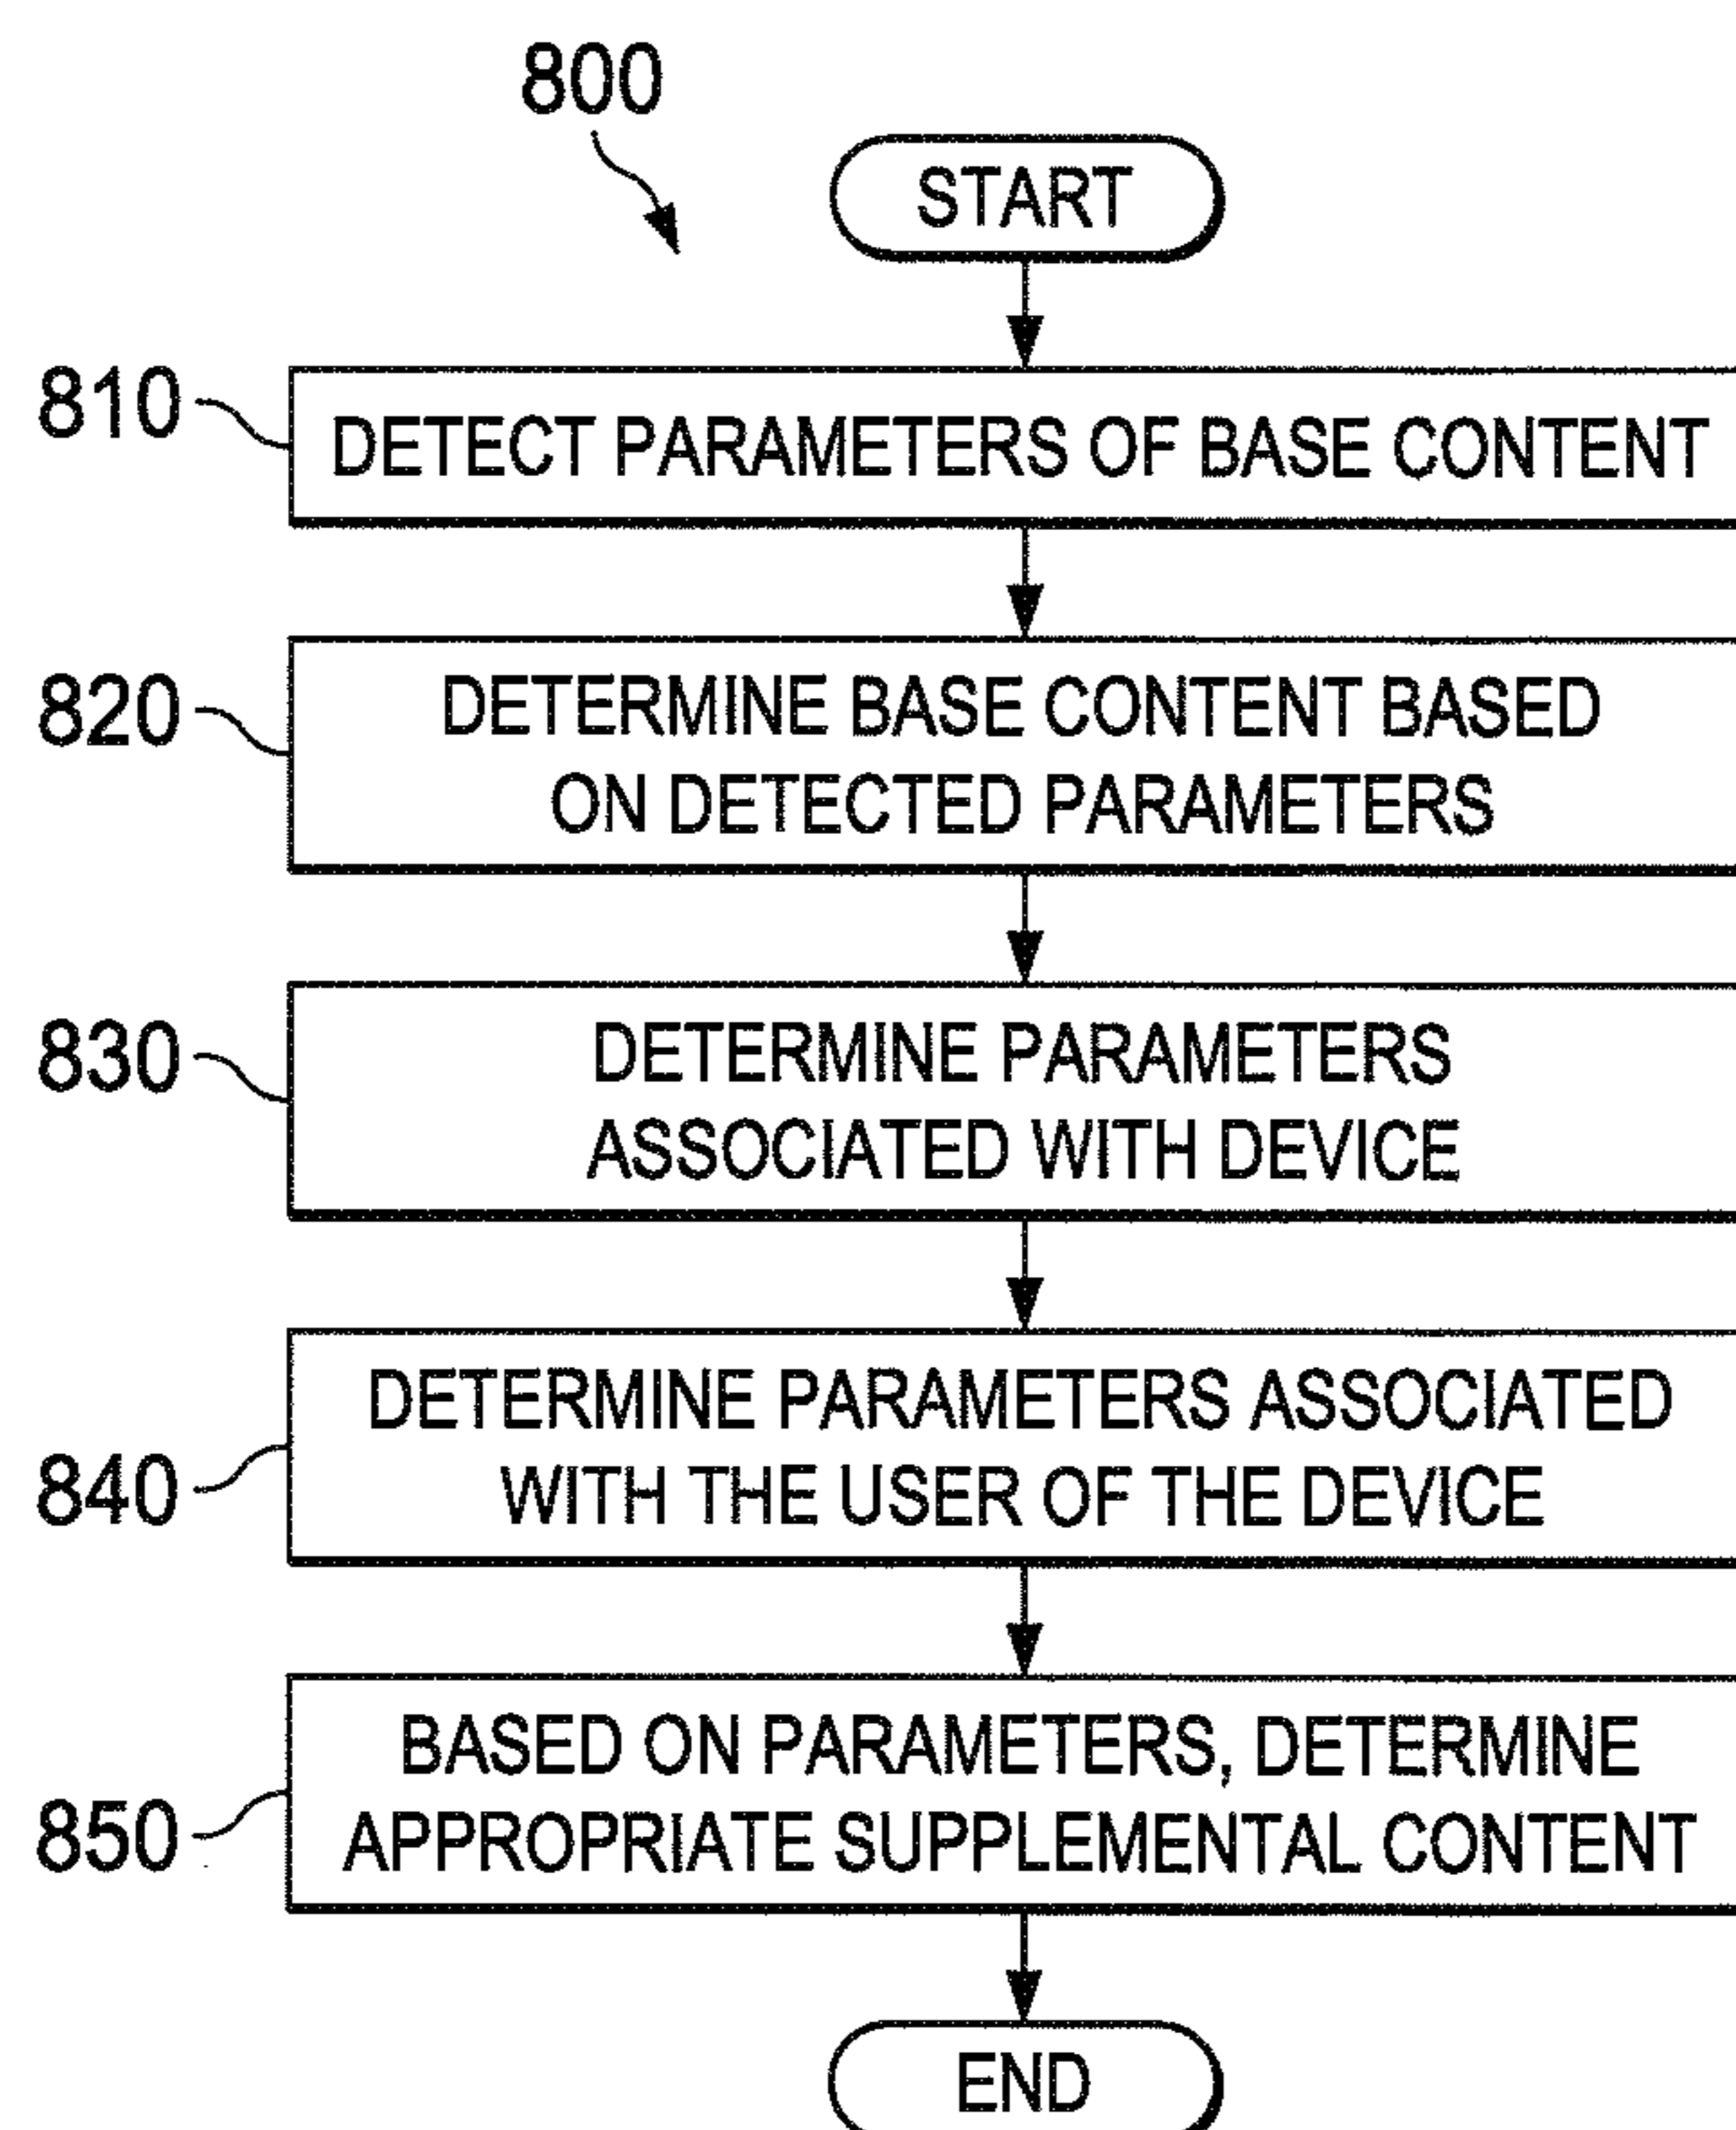 800
START
810
DETECT PARAMETERS OF BASE CONTENT
820
DETERMINE BASE CONTENT BASED
ON DETECTED PARAMETERS
830
DETERMINE PARAMETERS
ASSOCIATED WITH DEVICE
840
DETERMINE PARAMETERS ASSOCIATED
WITH THE USER OF THE DEVICE
850
BASED ON PARAMETERS, DETERMINE
APPROPRIATE SUPPLEMENTAL CONTENT
END